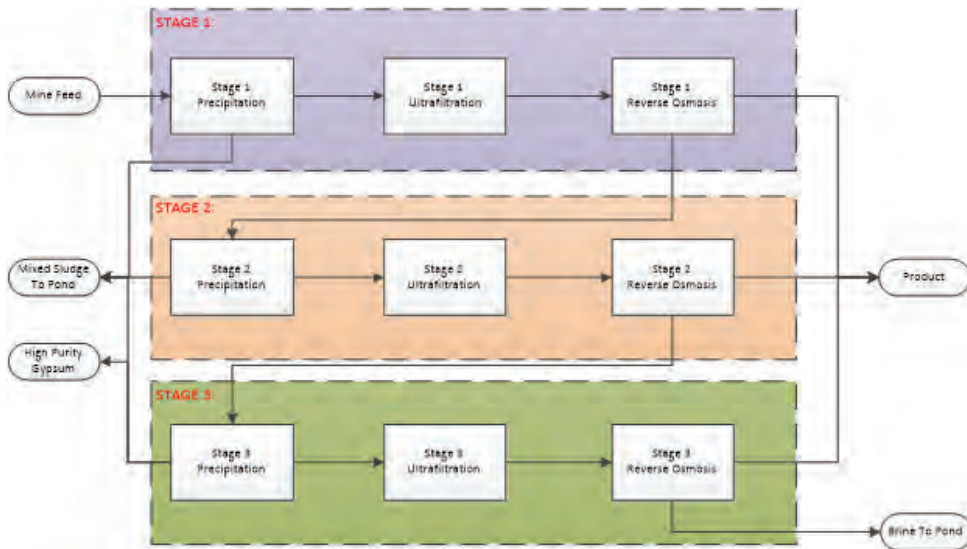 STAGE 1:
Mine Feed
Stage 1
Precipitation
Stage 1
Ultrafiltration
Stage 1
Reverse Osmosis
STAGE 2:
Mixed Sludge
To Pond
Stage 2
Precipitation
Stage 2
Ultrafiltration
Stage 2
Reverse Osmosis
Product
High Purity
Gypsum
STAGE 3:
Stage 3
Precipitation
Stage 3
Ultrafiltration
Stage 3
Reverse Osmosis
Brine To Pond